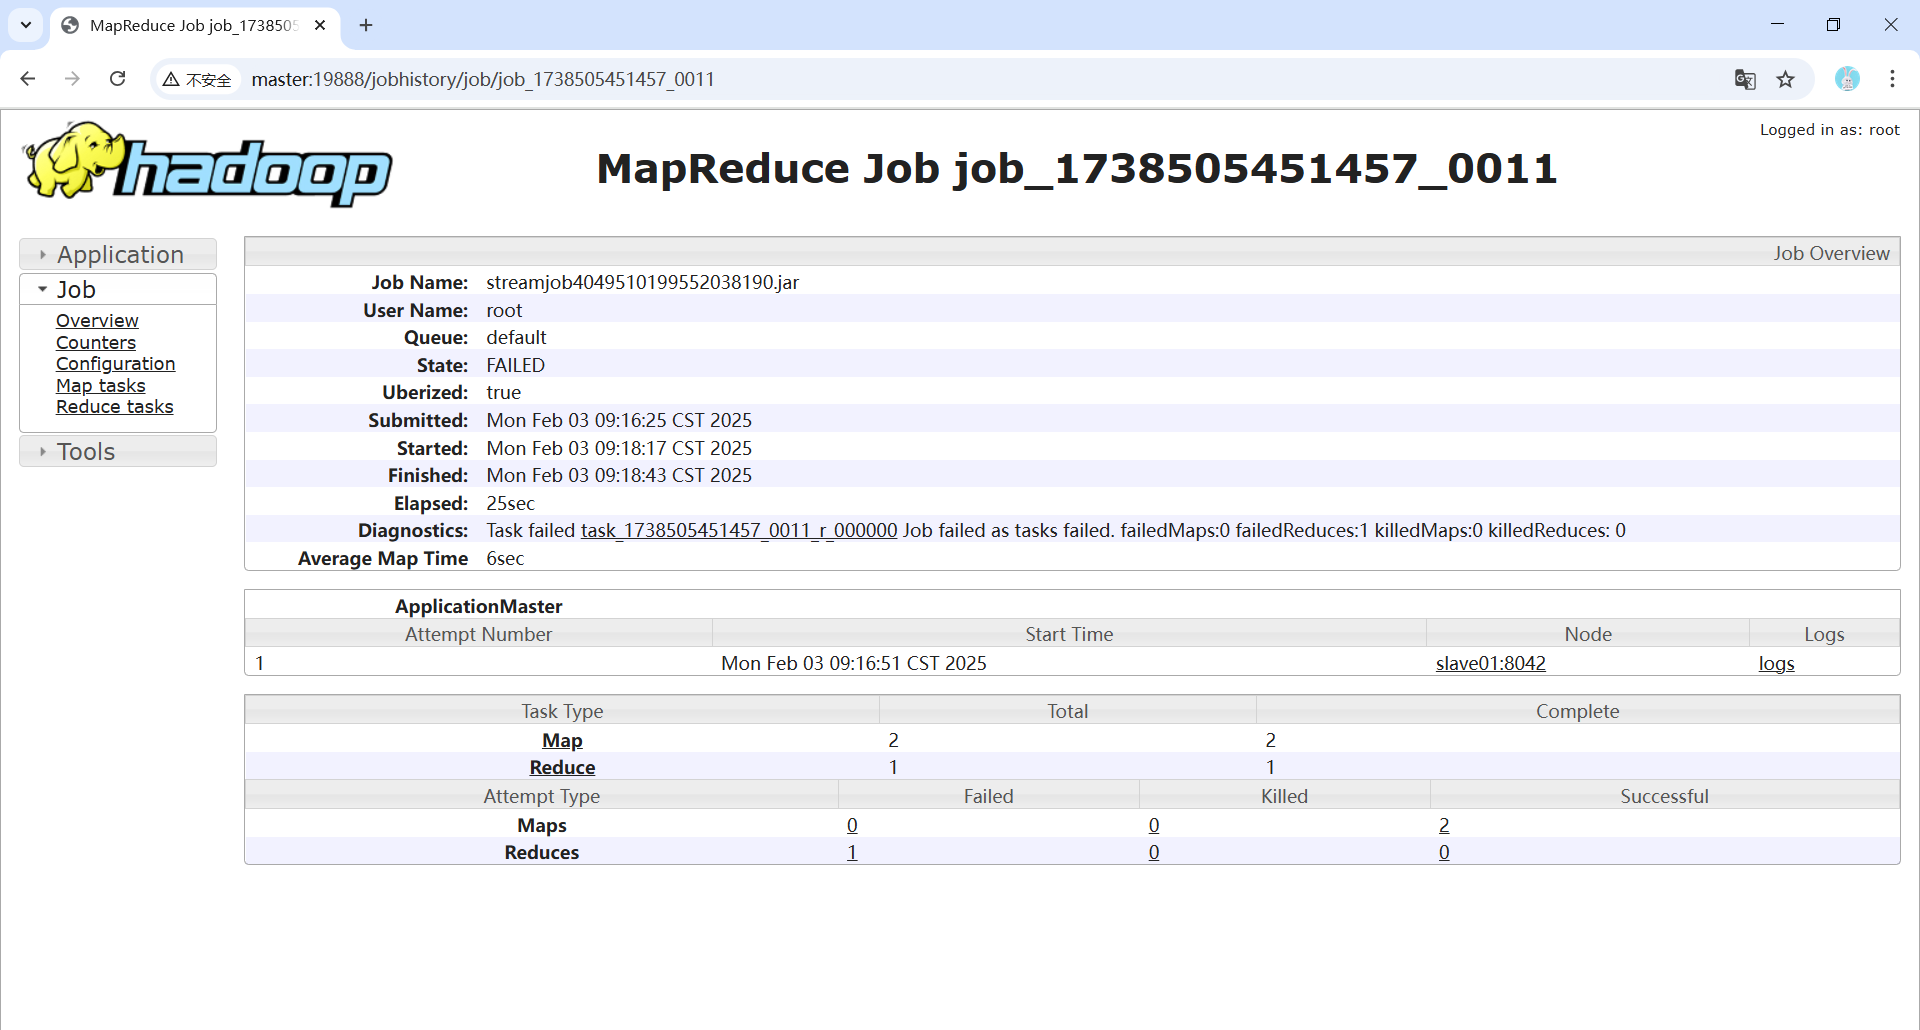 MapReduce Job job_173850
不安全
master:19888/jobhistory/job/job_1738505451457_0011
hadoop
Logged in as: root
MapReduce Job job_1738505451457_0011
Application
Job
Overview
Counters
Configuration
Map tasks
Reduce tasks
Tools
Job Overview
Job Name: streamjob4049510199552038190.jar
User Name: root
Queue: default
State: FAILED
Uberized: true
Submitted: Mon Feb 03 09:16:25 CST 2025
Started: Mon Feb 03 09:18:17 CST 2025
Finished: Mon Feb 03 09:18:43 CST 2025
Elapsed: 25sec
Diagnostics: Task failed task_1738505451457_0011_r_000000 Job failed as tasks failed. failedMaps:0 failedReduces:1 killedMaps:0 killedReduces: 0
Average Map Time 6sec
ApplicationMaster
Attempt Number Start Time Node Logs
1 Mon Feb 03 09:16:51 CST 2025 slave01:8042 logs
Task Type Total Complete
Map 2 2
Reduce 1 1
Attempt Type Failed Killed Successful
Maps 0 0 2
Reduces 1 0 0